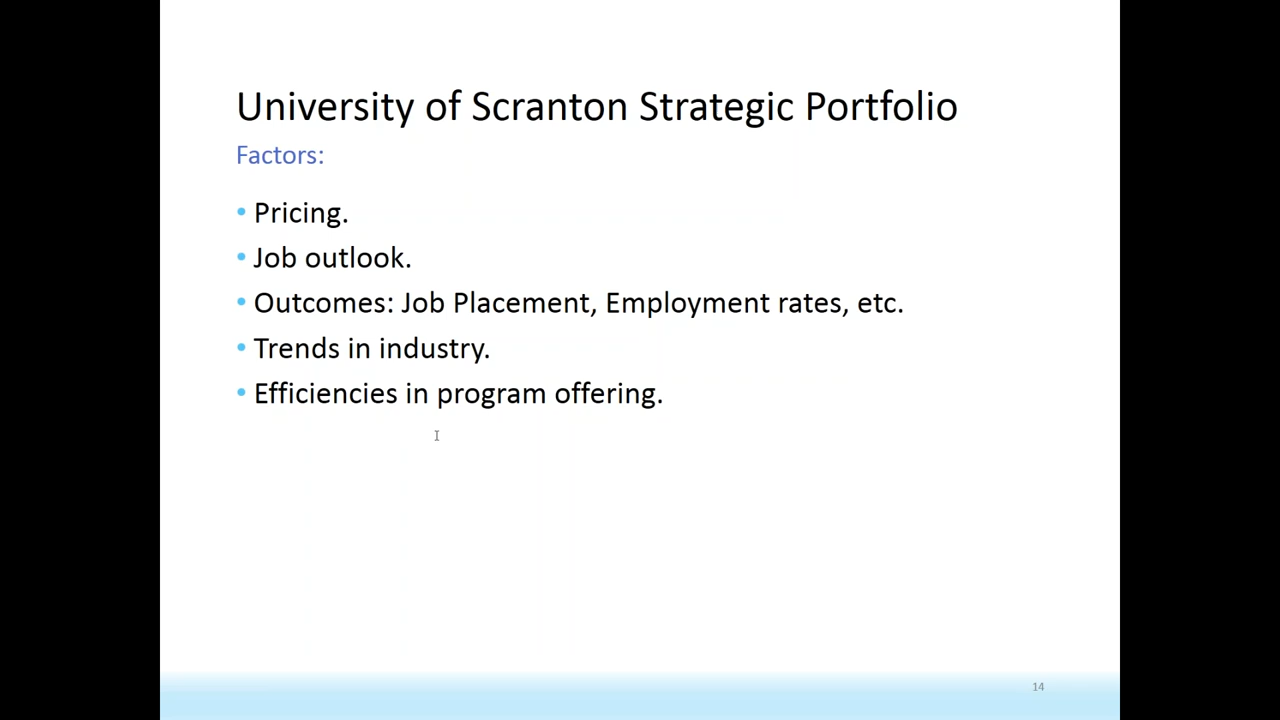 University of Scranton Strategic Portfolio
Factors:
• Pricing.
• Job outlook.
• Outcomes: Job Placement, Employment rates, etc.
• Trends in industry.
• Efficiencies in program offering.
14